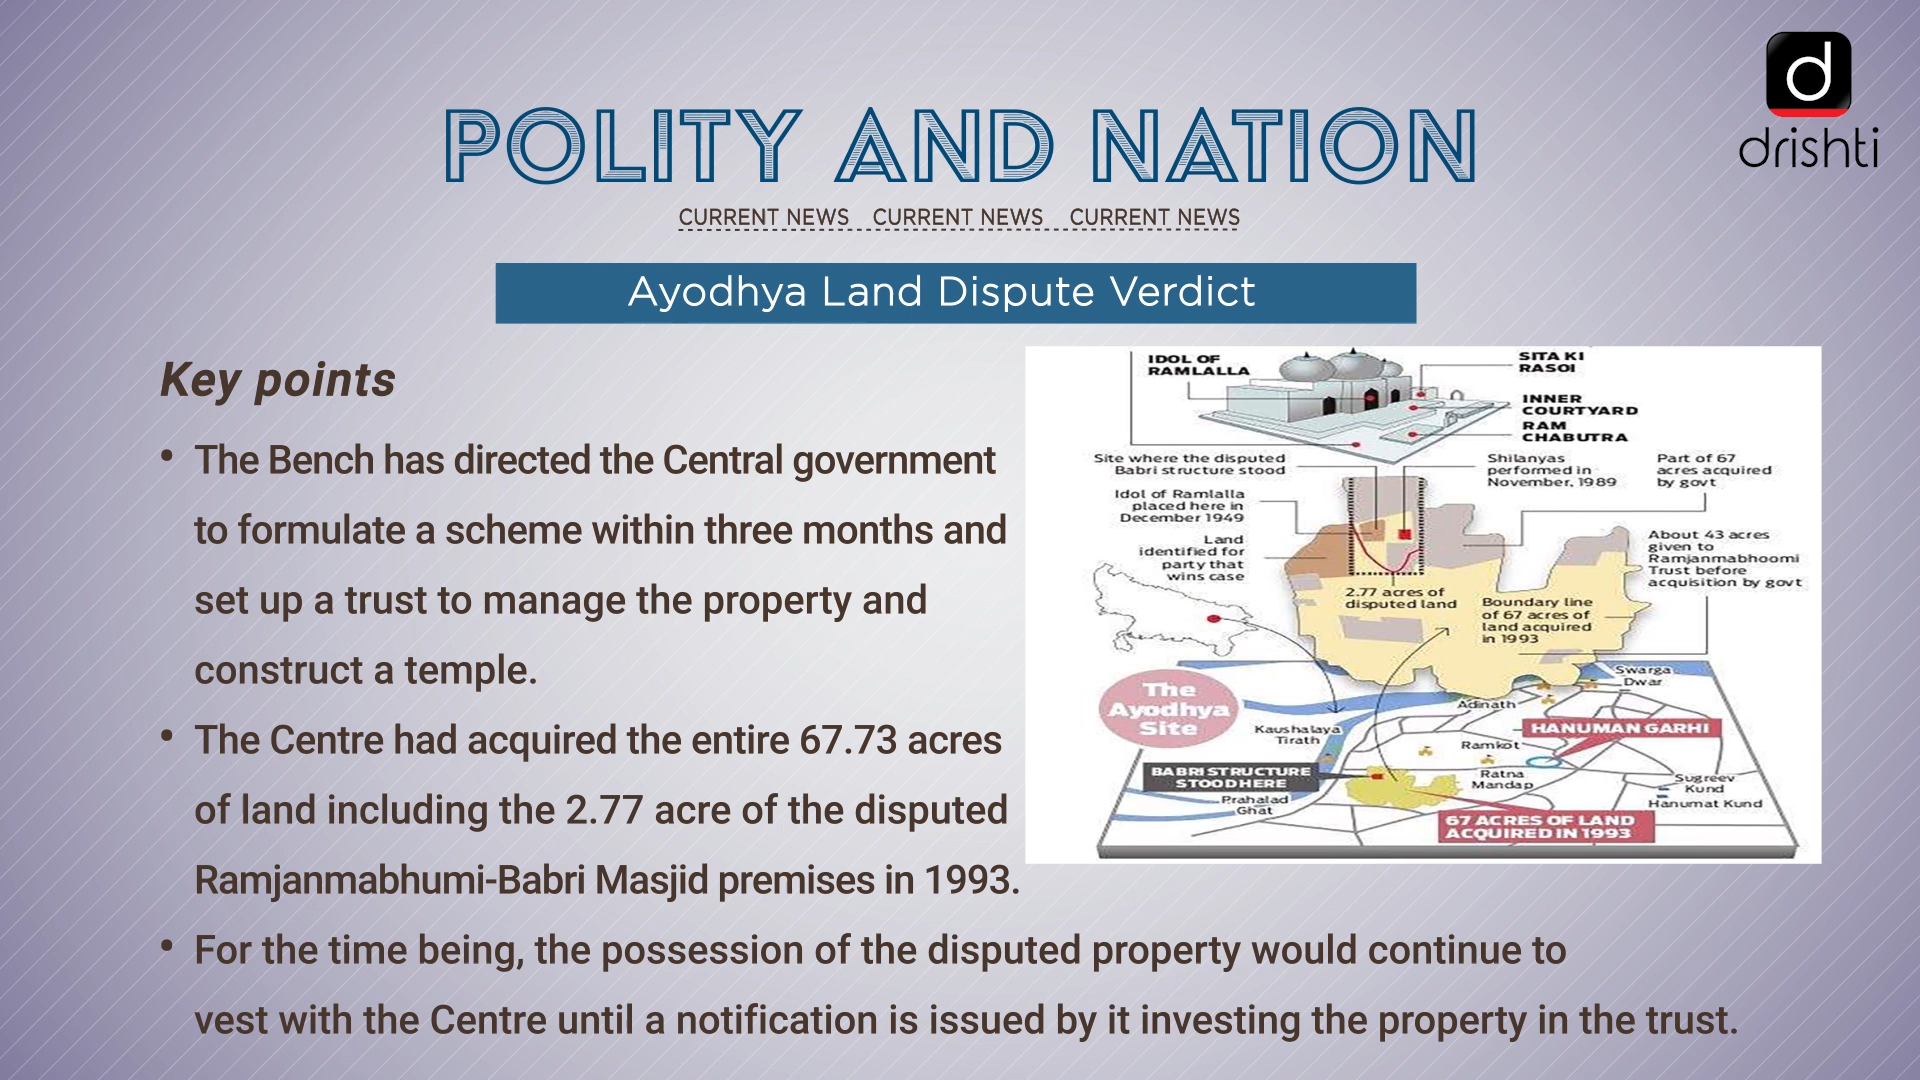 d
drishti
POLITY AND NATION
CURRENT NEWS CURRENT NEWS CURRENT NEWS
Ayodhya Land Dispute Verdict
Key points
• The Bench has directed the Central government
to formulate a scheme within three months and
set up a trust to manage the property and
construct a temple.
• The Centre had acquired the entire 67.73 acres
of land including the 2.77 acre of the disputed
Ramjanmabhumi-Babri Masjid premises in 1993.
• For the time being, the possession of the disputed property would continue to
vest with the Centre until a notification is issued by it investing the property in the trust.
IDOL OF
RAMLALLA
SITA KI
RASOI
INNER
COURTYARD
RAM
CHABUTRA
Site where the disputed
Babri structure stood
Shilanyas
performed in
November, 1989
Part of 67
acres acquired
by govt
Idol of Ramlalla
placed here in
December 1949
Land
identified for
party that
wins case
About 43 acres
given to
Ramjanmabhoomi
Trust before
acquisition by govt
2.77 acres of
disputed land
Boundary line
of 67 acres of
land acquired
in 1993
The
Ayodhya
Site
Swarga
Dwar
Adinath
Kaushalaya
Tirath
HANUMAN GARHI
Ramkot
BABRI STRUCTURE
STOOD HERE
Ratna
Mandap
Sugreev
Kund
Hanumat Kund
Prahalad
Ghat
67 ACRES OF LAND
ACQUIRED IN 1993